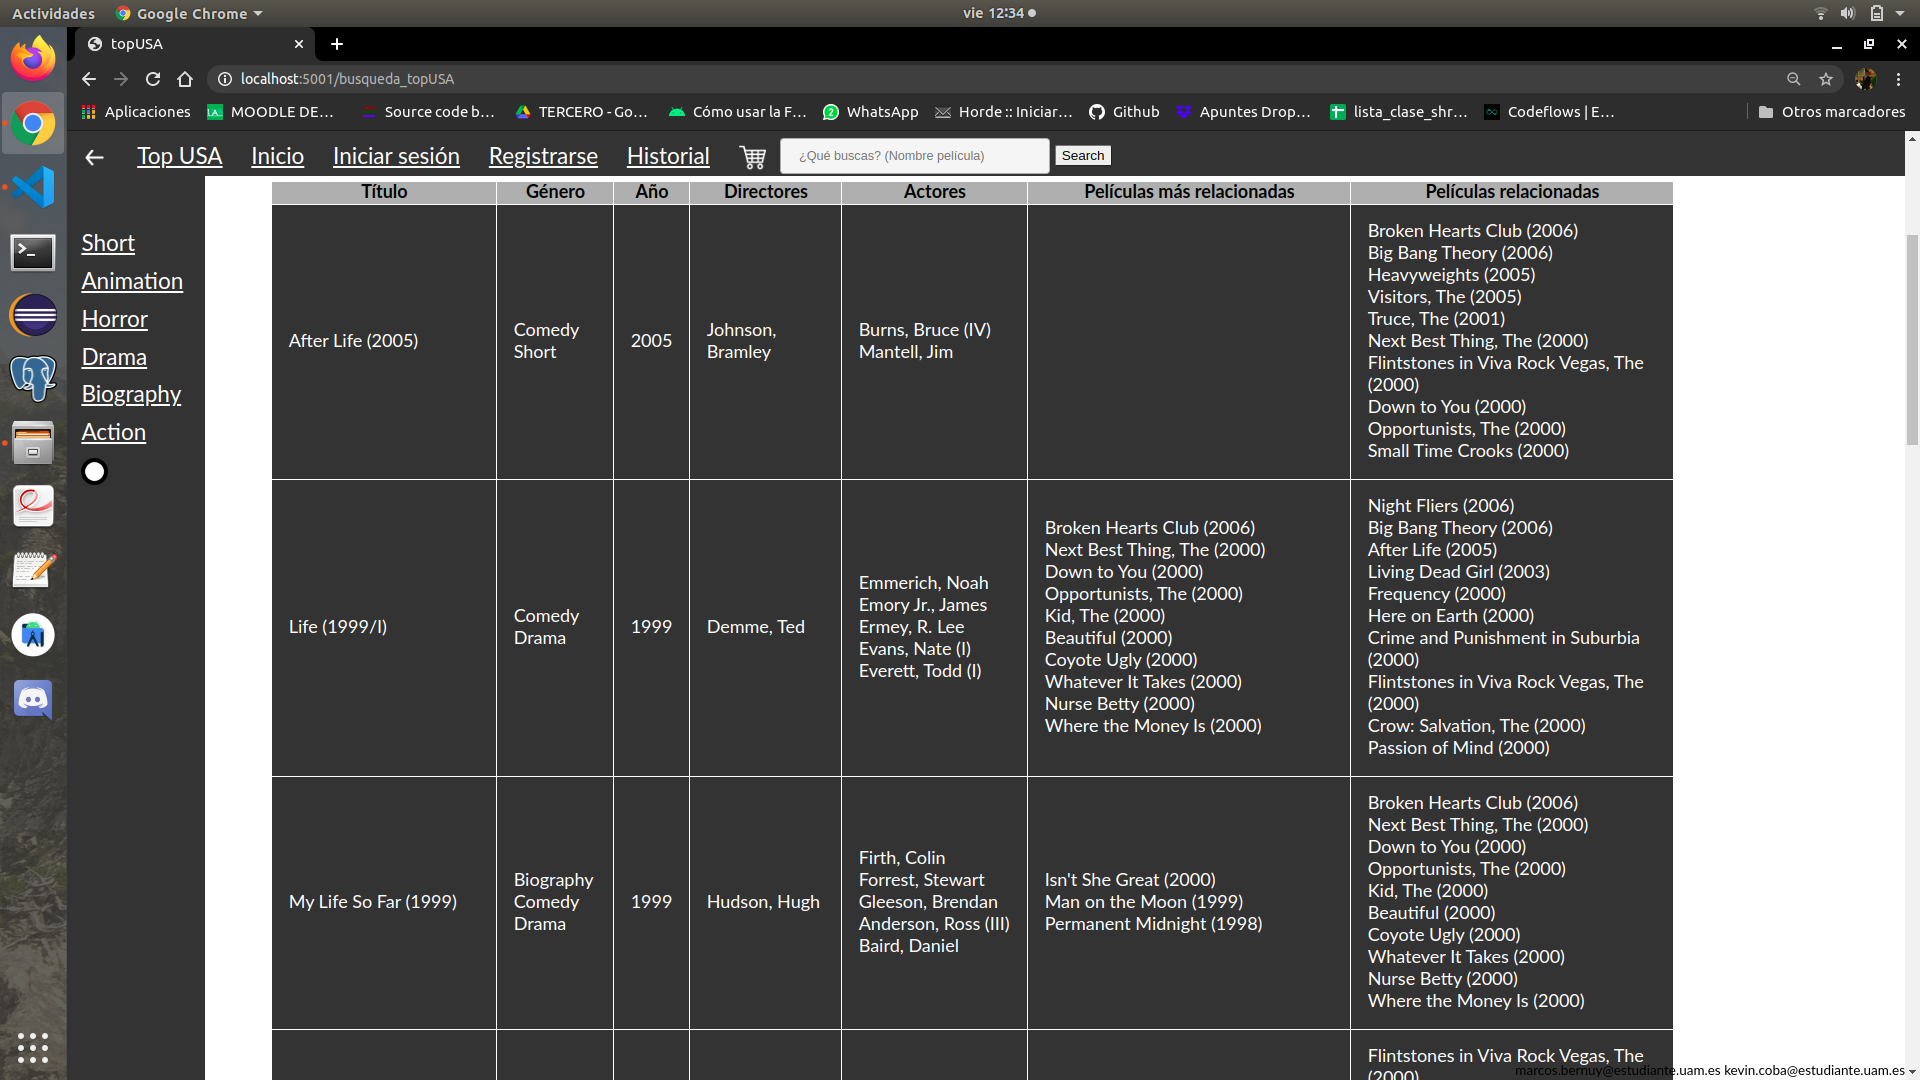 Actividades
Google Chrome
vie 12:34
topUSA
localhost:5001/busqueda_topUSA
Aplicaciones
MOODLE DE...
Source code b...
TERCERO - Go...
Cómo usar la F...
WhatsApp
Horde :: Iniciar...
Github
Apuntes Drop...
lista_clase_shr...
Codeflows | E...
Otros marcadores
Top USA
Inicio
Iniciar sesión
Registrarse
Historial
¿Qué buscas? (Nombre película)
Search
Short
Animation
Horror
Drama
Biography
Action
Título
Género
Año
Directores
Actores
Películas más relacionadas
Películas relacionadas
After Life (2005)
Comedy
Short
2005
Johnson,
Bramley
Burns, Bruce (IV)
Mantell, Jim
Broken Hearts Club (2006)
Big Bang Theory (2006)
Heavyweights (2005)
Visitors, The (2005)
Truce, The (2001)
Next Best Thing, The (2000)
Flintstones in Viva Rock Vegas, The
(2000)
Down to You (2000)
Opportunists, The (2000)
Small Time Crooks (2000)
Life (1999/I)
Comedy
Drama
1999
Demme, Ted
Emmerich, Noah
Emory Jr., James
Ermey, R. Lee
Evans, Nate (I)
Everett, Todd (I)
Broken Hearts Club (2006)
Next Best Thing, The (2000)
Down to You (2000)
Opportunists, The (2000)
Kid, The (2000)
Beautiful (2000)
Coyote Ugly (2000)
Whatever It Takes (2000)
Nurse Betty (2000)
Where the Money Is (2000)
Night Fliers (2006)
Big Bang Theory (2006)
After Life (2005)
Living Dead Girl (2003)
Frequency (2000)
Here on Earth (2000)
Crime and Punishment in Suburbia
(2000)
Flintstones in Viva Rock Vegas, The
(2000)
Crow: Salvation, The (2000)
Passion of Mind (2000)
My Life So Far (1999)
Biography
Comedy
Drama
1999
Hudson, Hugh
Firth, Colin
Forrest, Stewart
Gleeson, Brendan
Anderson, Ross (III)
Baird, Daniel
Isn't She Great (2000)
Man on the Moon (1999)
Permanent Midnight (1998)
Broken Hearts Club (2006)
Next Best Thing, The (2000)
Down to You (2000)
Opportunists, The (2000)
Kid, The (2000)
Beautiful (2000)
Coyote Ugly (2000)
Whatever It Takes (2000)
Nurse Betty (2000)
Where the Money Is (2000)
Flintstones in Viva Rock Vegas, The
(2000)
marcos.bernuy@estudiante.uam.es kevin.coba@estudiante.uam.es